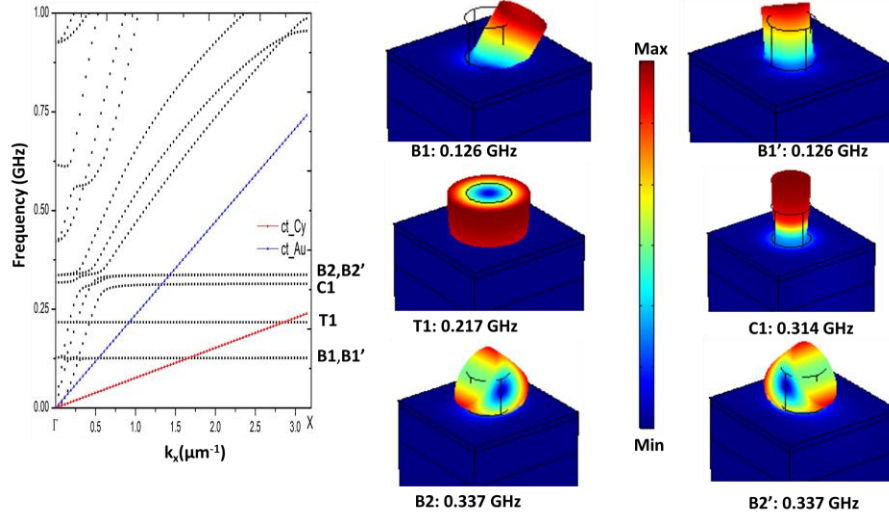 1.00
0.75
0.50
0.25
0.00
Frequency (GHz)
Γ 0.5 1.0 1.5 2.0 2.5 3.0 X
kₓ(µm⁻¹)
ct_Cy
ct_Au
B2,B2’
C1
T1
B1,B1’
B1: 0.126 GHz
B1’: 0.126 GHz
T1: 0.217 GHz
C1: 0.314 GHz
B2: 0.337 GHz
B2’: 0.337 GHz
Max
Min